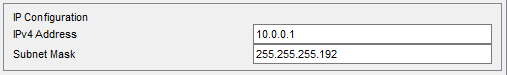 IP Configuration
IPv4 Address 10.0.0.1
Subnet Mask 255.255.255.192